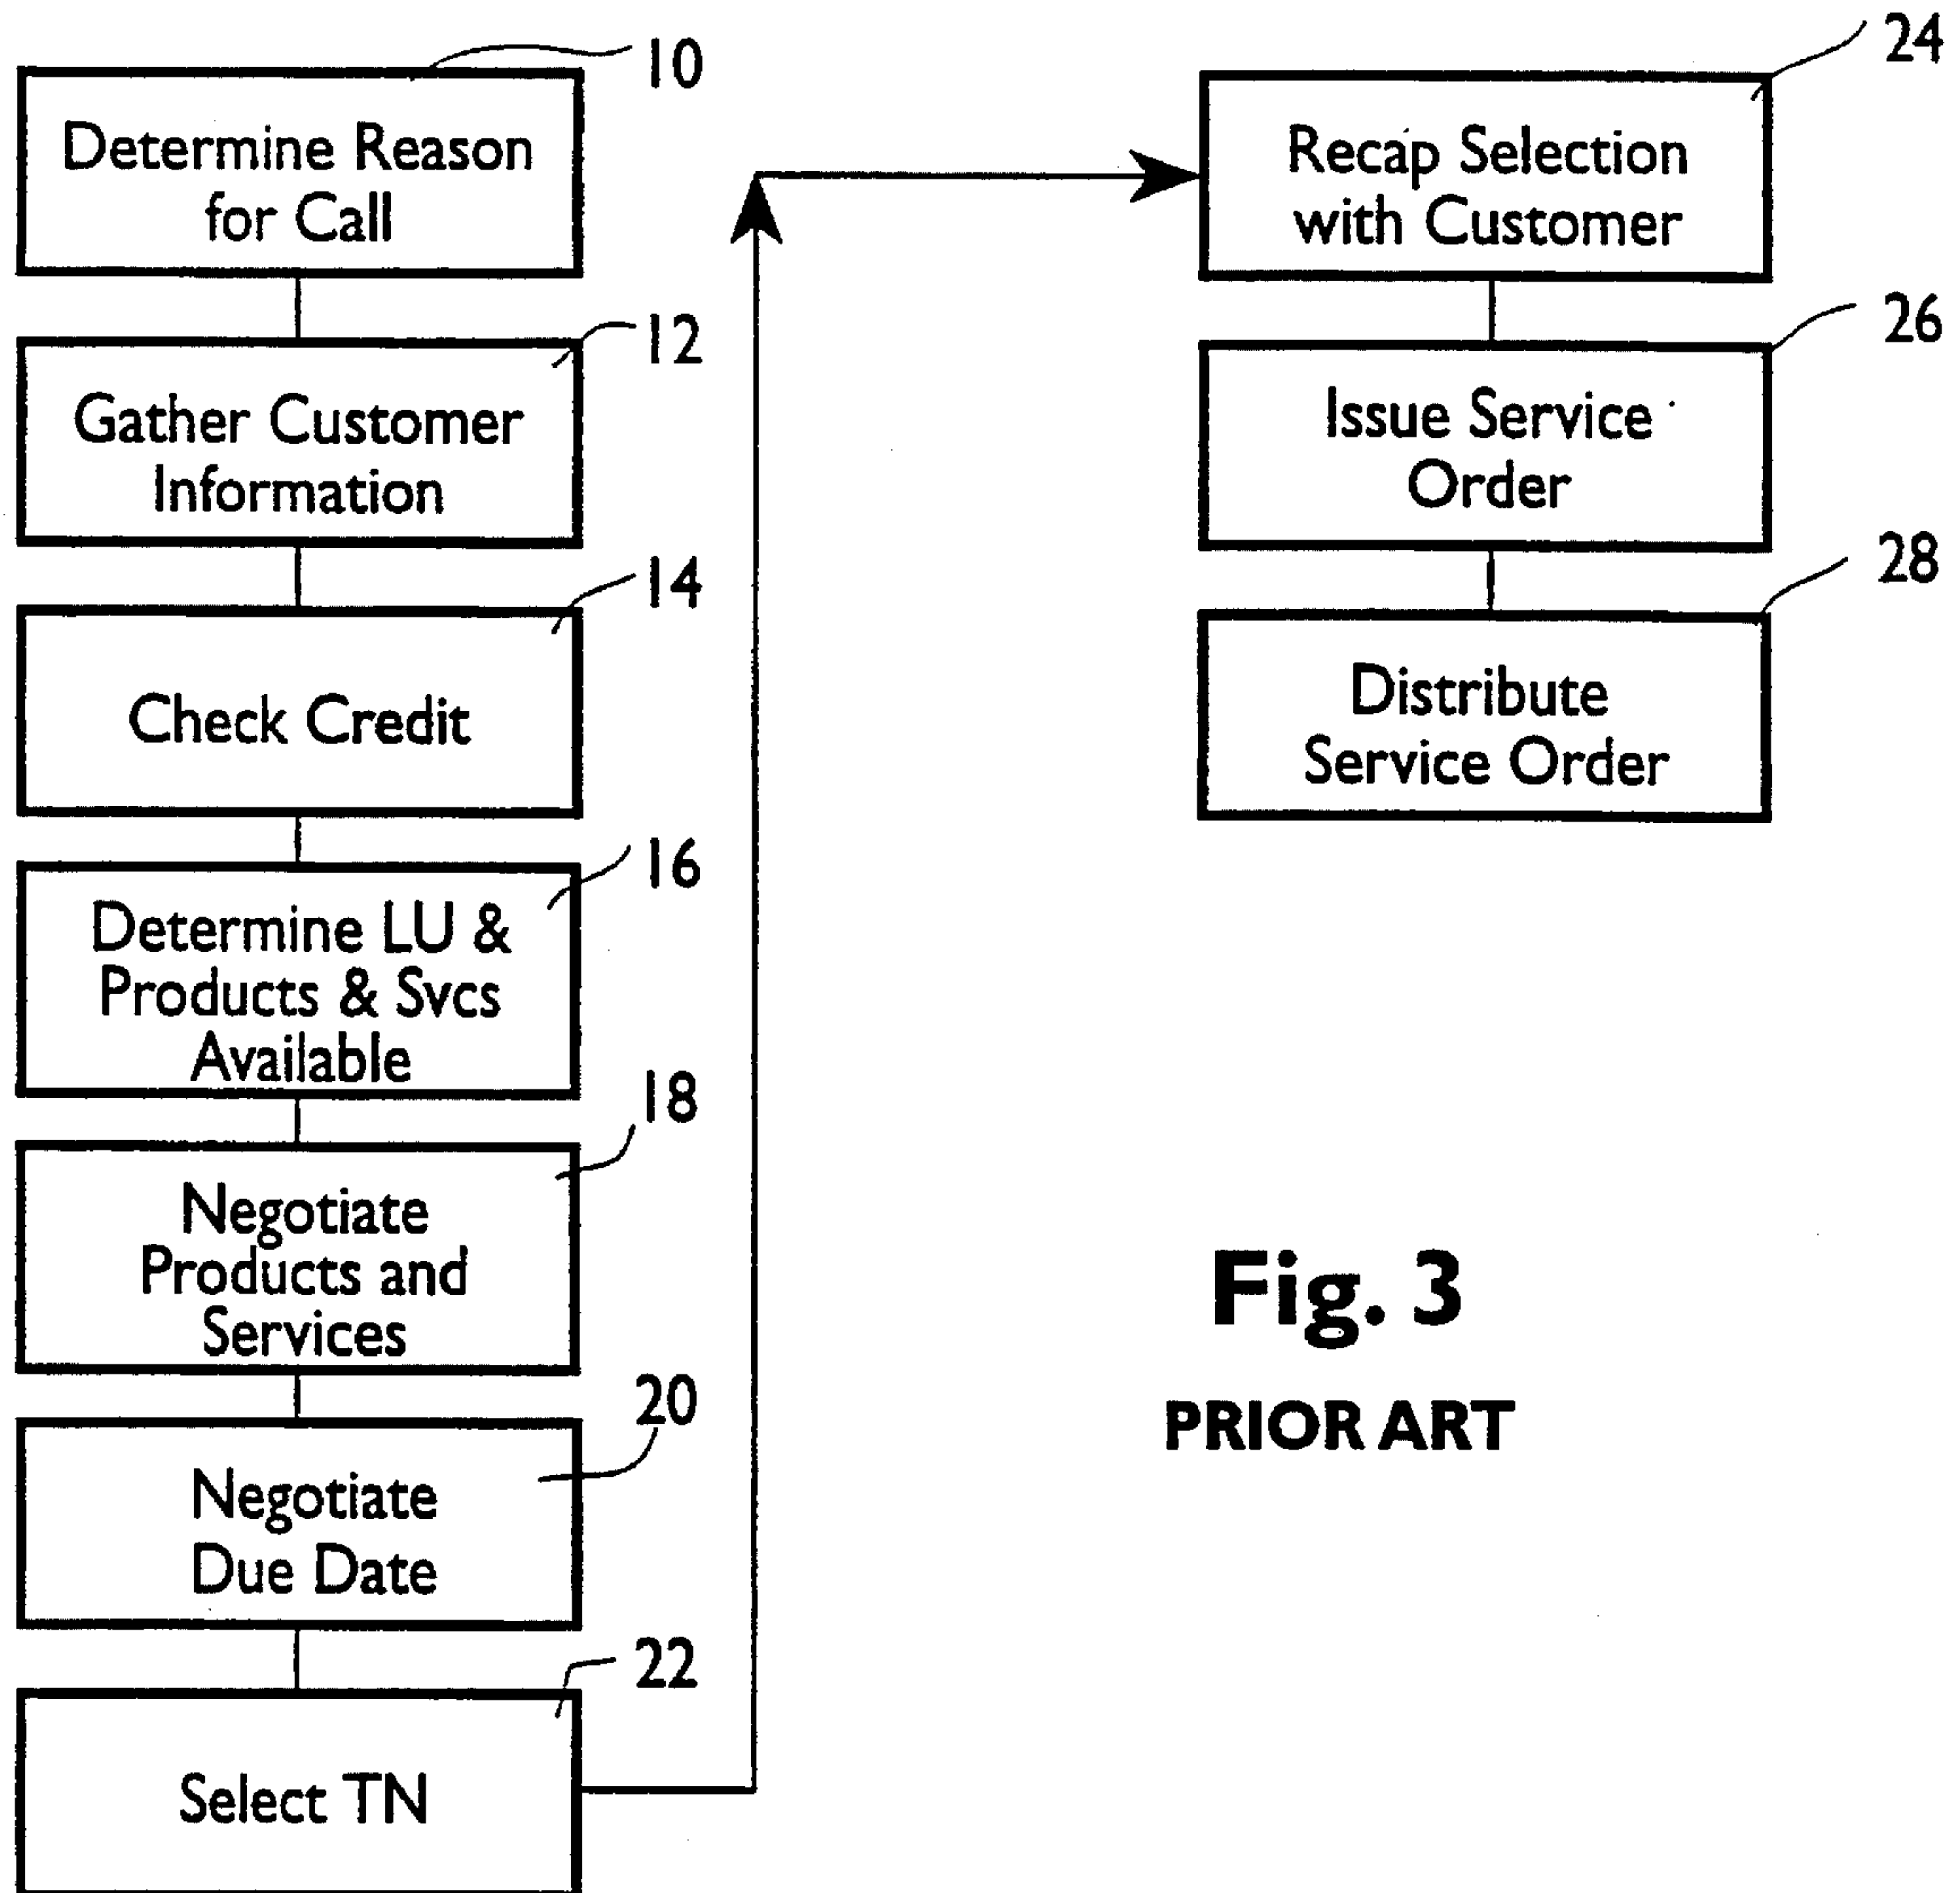 10
Determine Reason
for Call
12
Gather Customer
Information
14
Check Credit
16
Determine LU &
Products & Svcs
Available
18
Negotiate
Products and
Services
20
Negotiate
Due Date
22
Select TN
24
Recap Selection
with Customer
26
Issue Service
Order
28
Distribute
Service Order
Fig. 3
PRIOR ART